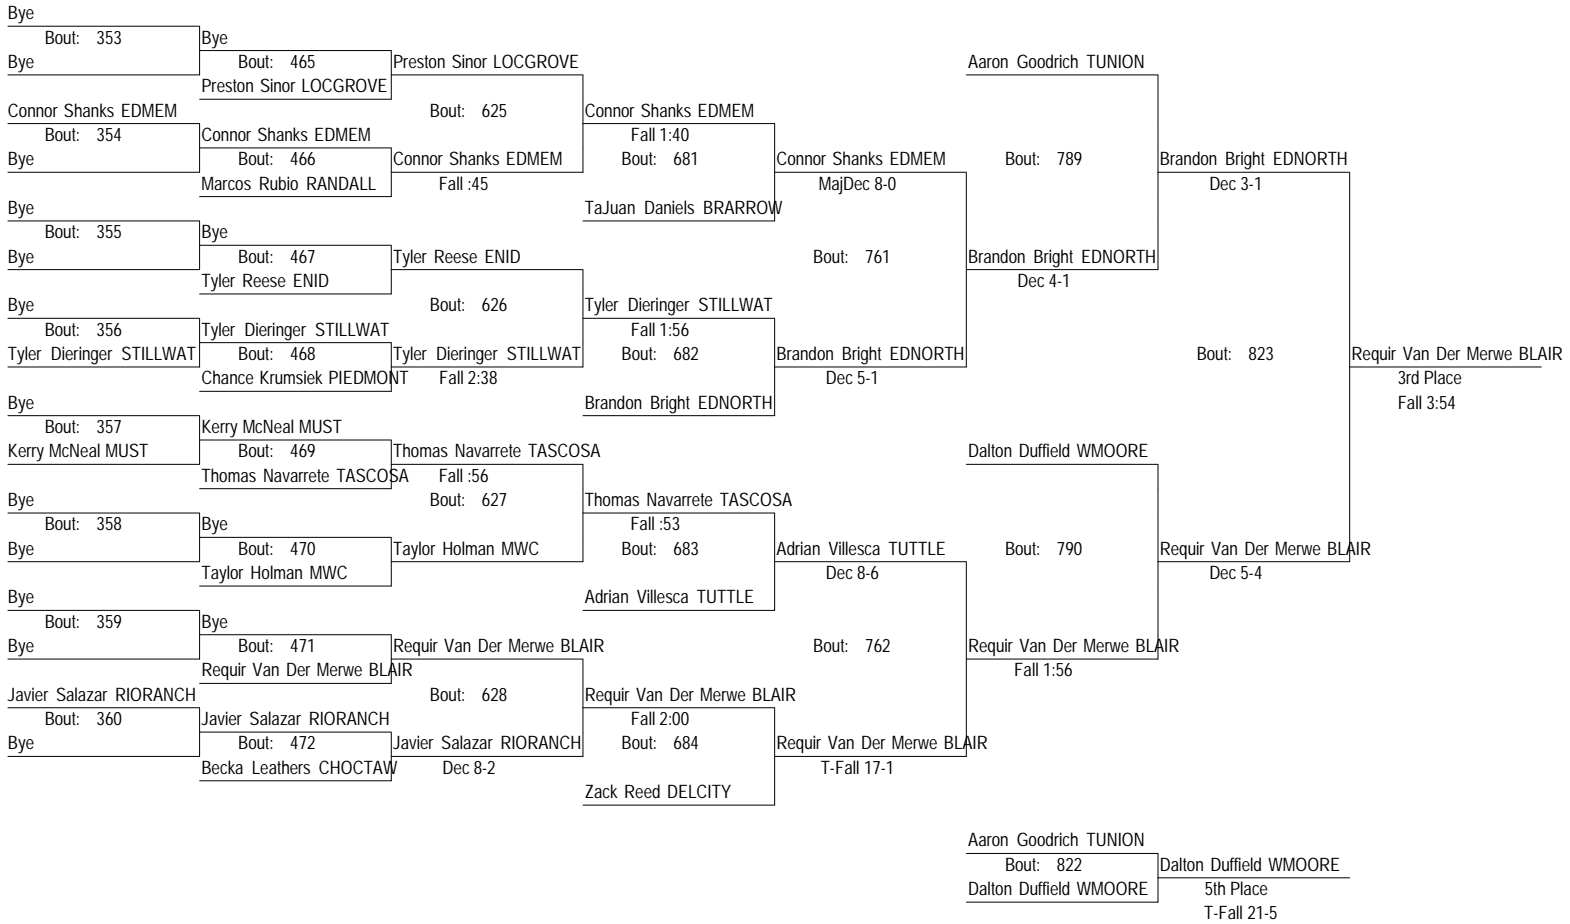 Bye
Bout: 353
Bye
Bye
Bout: 465
Preston Sinor LOCGROVE
Preston Sinor LOCGROVE
Aaron Goodrich TUNION
Connor Shanks EDMEM
Bout: 354
Bye
Connor Shanks EDMEM
Bout: 466
Marcos Rubio RANDALL
Bout: 625
Connor Shanks EDMEM
Fall :45
Connor Shanks EDMEM
Fall 1:40
Bout: 681
TaJuan Daniels BRARROW
Connor Shanks EDMEM
MajDec 8-0
Bout: 789
Brandon Bright EDNORTH
Dec 3-1
Bye
Bout: 355
Bye
Bye
Bout: 467
Tyler Reese ENID
Tyler Reese ENID
Bout: 761
Brandon Bright EDNORTH
Dec 4-1
Bye
Bout: 356
Tyler Dieringer STILLWAT
Tyler Dieringer STILLWAT
Bout: 468
Chance Krumsiek PIEDMONT
Bout: 626
Tyler Dieringer STILLWAT
Fall 2:38
Tyler Dieringer STILLWAT
Fall 1:56
Bout: 682
Brandon Bright EDNORTH
Brandon Bright EDNORTH
Dec 5-1
Bout: 823
Requir Van Der Merwe BLAIR
3rd Place
Fall 3:54
Bye
Bout: 357
Kerry McNeal MUST
Kerry McNeal MUST
Bout: 469
Thomas Navarrete TASCOSA
Thomas Navarrete TASCOSA
Fall :56
Dalton Duffield WMOORE
Bye
Bout: 358
Bye
Bye
Bout: 470
Taylor Holman MWC
Bout: 627
Taylor Holman MWC
Thomas Navarrete TASCOSA
Fall :53
Bout: 683
Adrian Villesca TUTTLE
Adrian Villesca TUTTLE
Dec 8-6
Bout: 790
Requir Van Der Merwe BLAIR
Dec 5-4
Bye
Bout: 359
Bye
Bye
Bout: 471
Requir Van Der Merwe BLAIR
Requir Van Der Merwe BLAIR
Bout: 762
Requir Van Der Merwe BLAIR
Fall 1:56
Javier Salazar RIORANCH
Bout: 360
Bye
Javier Salazar RIORANCH
Bout: 472
Becka Leathers CHOCTAW
Bout: 628
Javier Salazar RIORANCH
Dec 8-2
Requir Van Der Merwe BLAIR
Fall 2:00
Bout: 684
Zack Reed DELCITY
Requir Van Der Merwe BLAIR
T-Fall 17-1
Aaron Goodrich TUNION
Bout: 822
Dalton Duffield WMOORE
Dalton Duffield WMOORE
5th Place
T-Fall 21-5